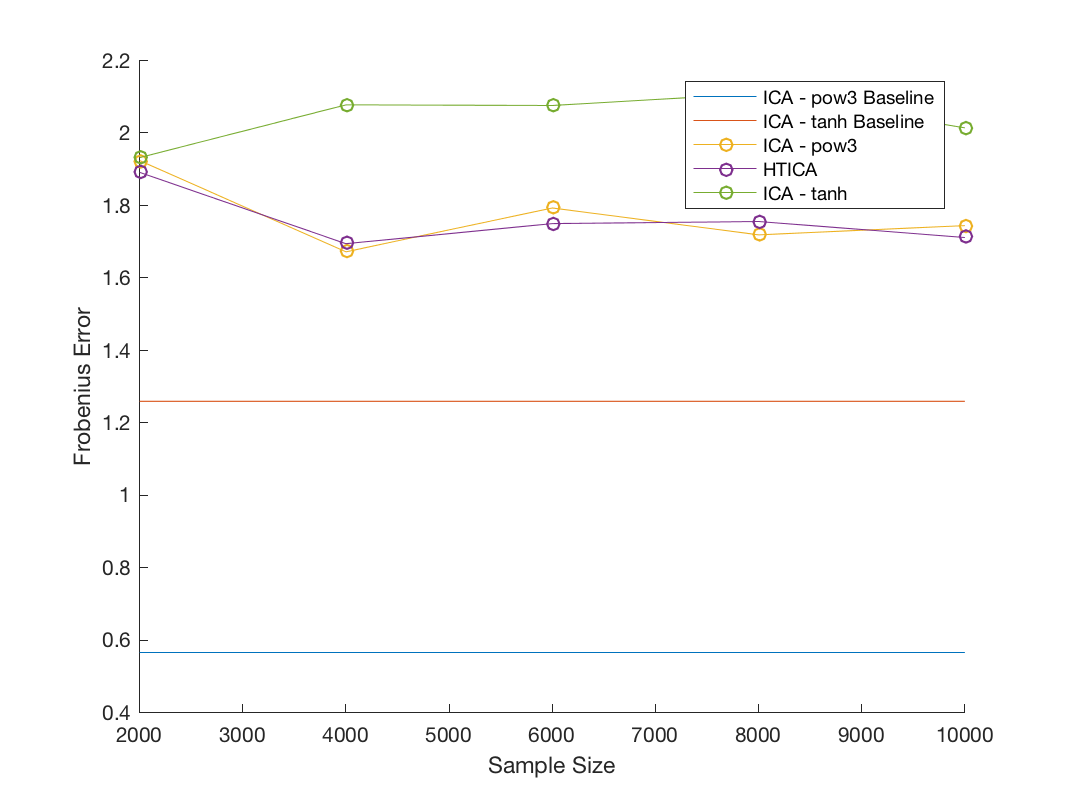 2.2
2
1.8
1.6
1.4
1.2
1
0.8
0.6
0.4
Frobenius Error
ICA - pow3 Baseline
ICA - tanh Baseline
ICA - pow3
HTICA
ICA - tanh
2000 3000 4000 5000 6000 7000 8000 9000 10000
Sample Size